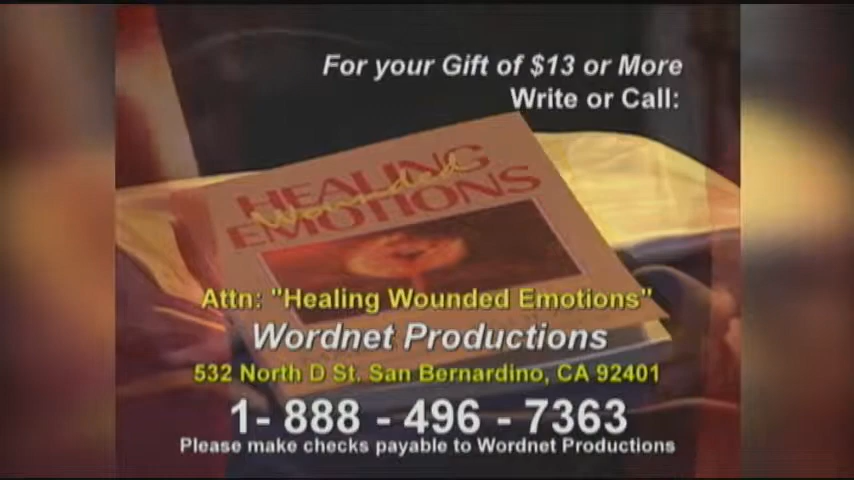 For your Gift of $13 or More
Write or Call:
HEALING
Wounded
EMOTIONS
Attn: "Healing Wounded Emotions"
Wordnet Productions
532 North D St. San Bernardino, CA 92401
1- 888 - 496 - 7363
Please make checks payable to Wordnet Productions